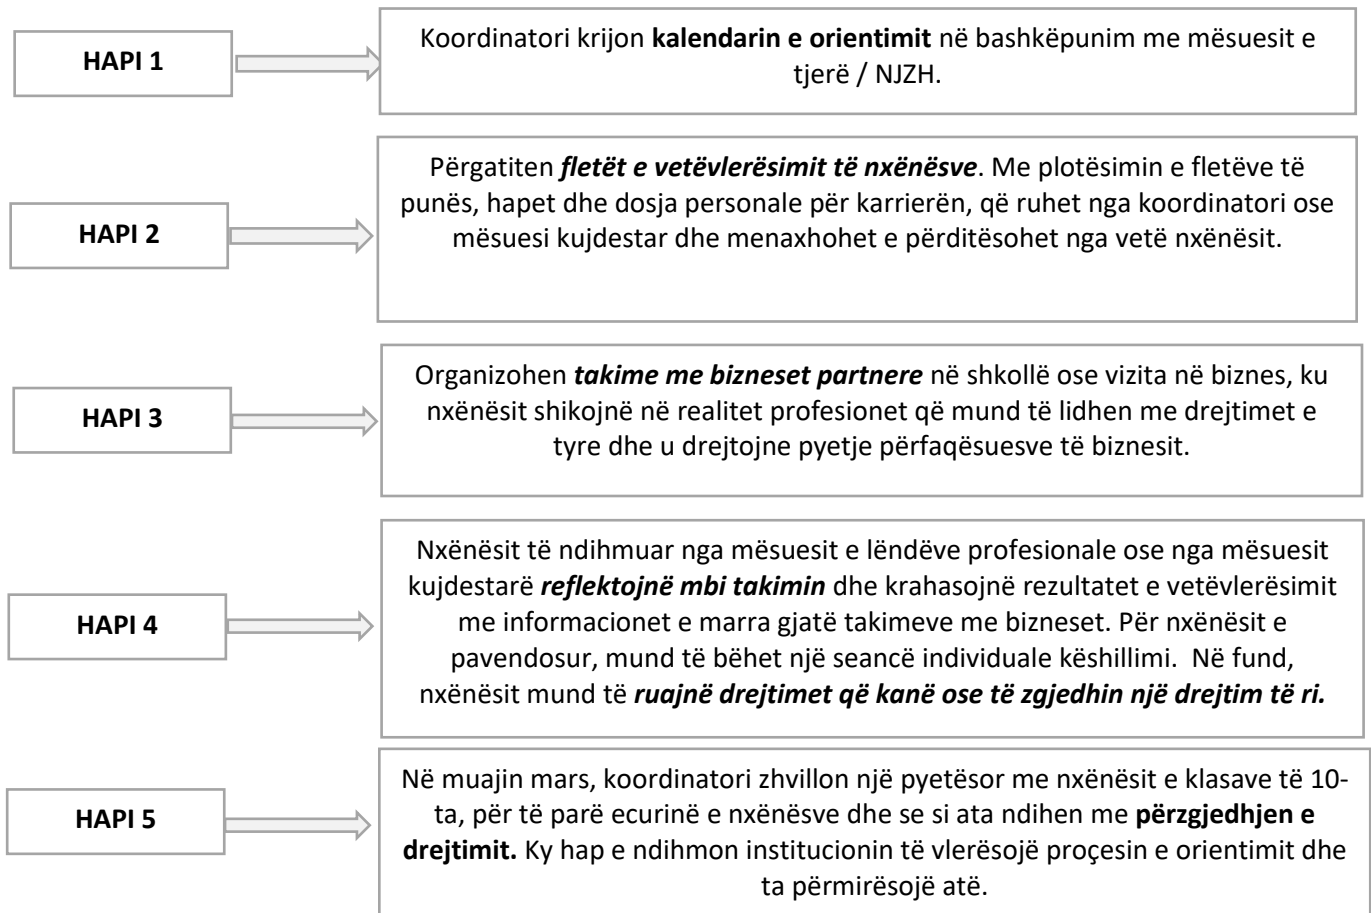 HAPI 1
Koordinatori krijon kalendarin e orientimit në bashkëpunim me mësuesit e
tjerë / NJZH.
HAPI 2
Përgatiten fletët e vetëvlerësimit të nxënësve. Me plotësimin e fletëve të
punës, hapet dhe dosja personale për karrierën, që ruhet nga koordinatori ose
mësuesi kujdestar dhe menaxhohet e përditësohet nga vetë nxënësit.
HAPI 3
Organizohen takime me bizneset partnere në shkollë ose vizita në biznes, ku
nxënësit shikojnë në realitet profesionet që mund të lidhen me drejtimet e
tyre dhe u drejtojne pyetje përfaqësuesve të biznesit.
HAPI 4
Nxënësit të ndihmuar nga mësuesit e lëndëve profesionale ose nga mësuesit
kujdestarë reflektojnë mbi takimin dhe krahasojnë rezultatet e vetëvlerësimit
me informacionet e marra gjatë takimeve me bizneset. Për nxënësit e
pavendosur, mund të bëhet një seancë individuale këshillimi. Në fund,
nxënësit mund të ruajnë drejtimet që kanë ose të zgjedhin një drejtim të ri.
HAPI 5
Në muajin mars, koordinatori zhvillon një pyetësor me nxënësit e klasave të 10-
ta, për të parë ecurinë e nxënësve dhe se si ata ndihen me përzgjedhjen e
drejtimit. Ky hap e ndihmon institucionin të vlerësojë proçesin e orientimit dhe
ta përmirësojë atë.